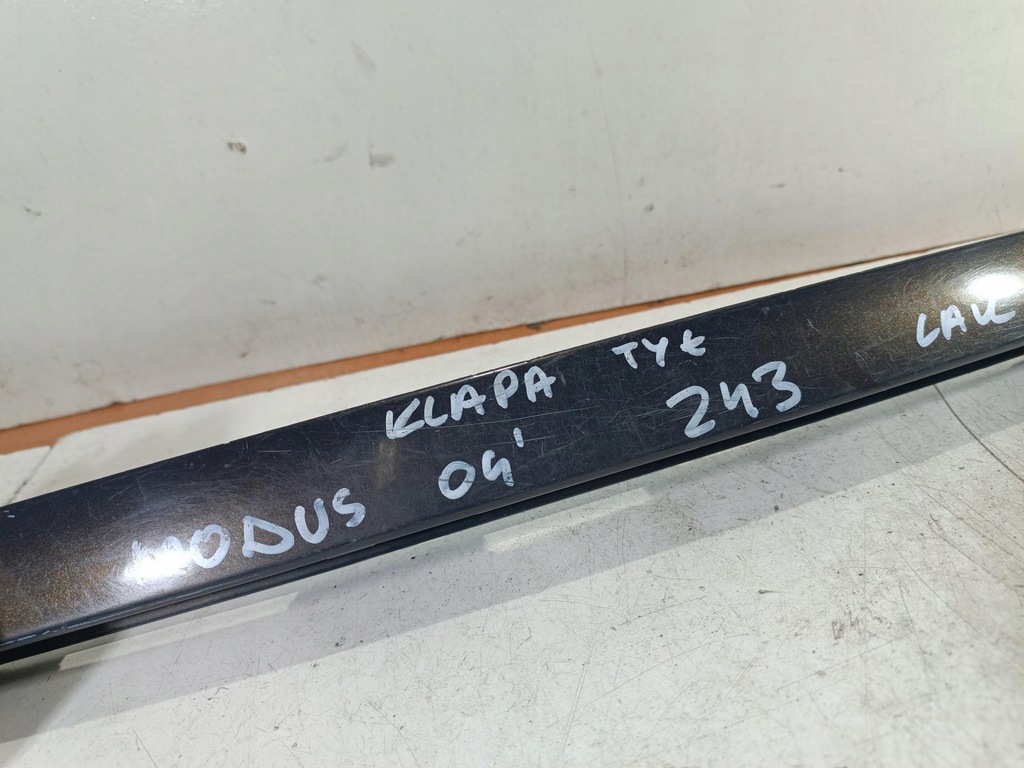 KLAPA TYŁ LAK
MODUS 04' 243